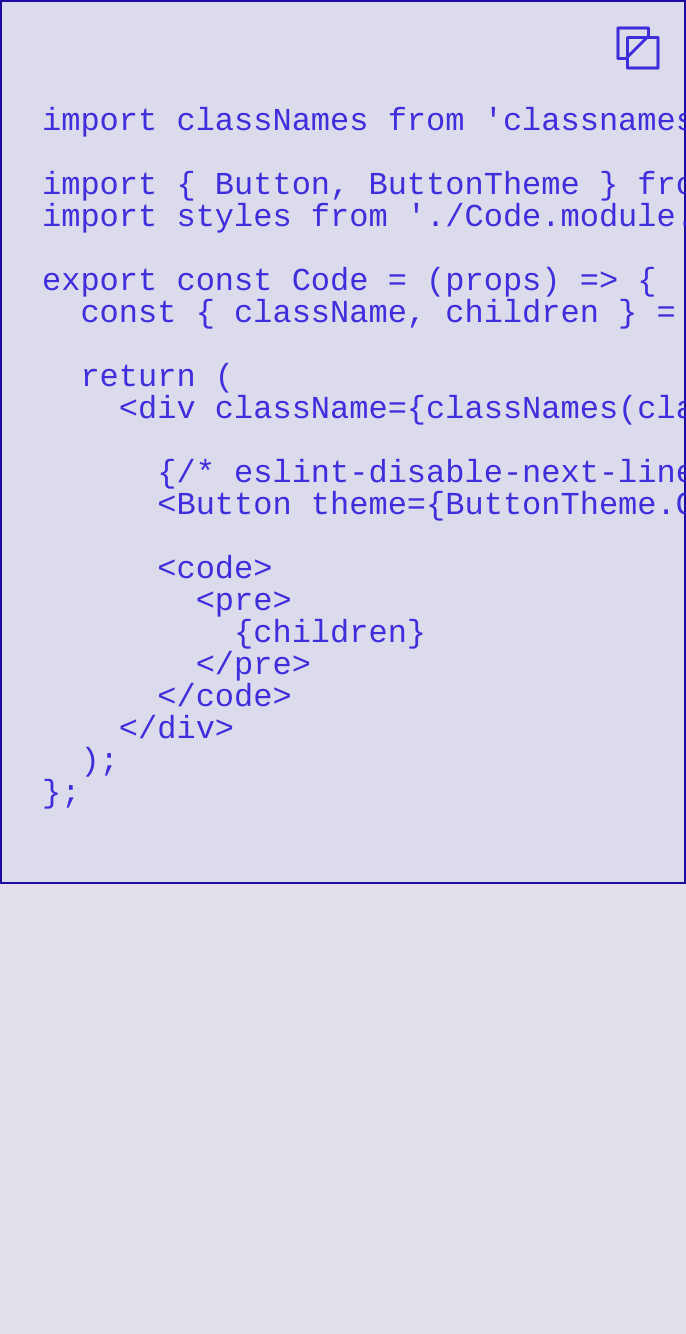 import classNames from 'classnames
import { Button, ButtonTheme } fro
import styles from './Code.module.
export const Code = (props) => {
const { className, children } =
return (
<div className={classNames(cla
{/* eslint-disable-next-line
<Button theme={ButtonTheme.
<code>
<pre>
{children}
</pre>
</code>
</div>
);
};